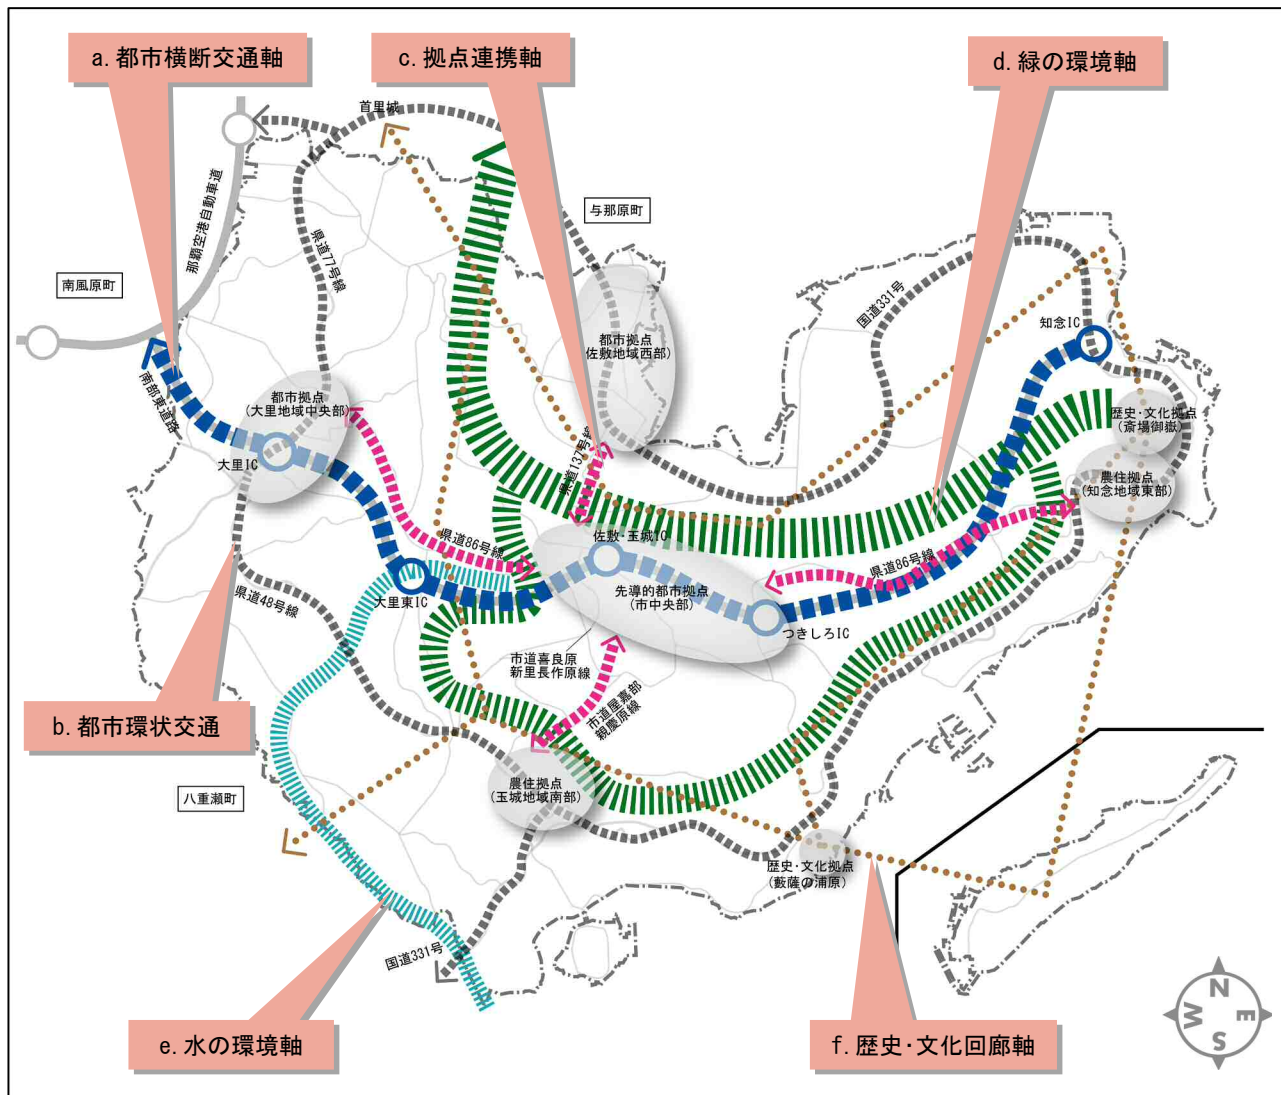 a. 都市横断交通軸
c. 拠点連携軸
d. 緑の環境軸
首里城
那覇空港自動車道
県道77号線
与那原町
南風原町
国道331号
知念IC
都市拠点
佐敷地域西部)
南部東道路
都市拠点
(大里地域中央部)
歴史・文化拠点
(斎場御嶽)
大里IC
県道137号線
農住拠点
(知念地域東部)
県道86号線
佐敷・玉城IC
県道86号線
大里東IC
先導的都市拠点
(市中央部)
県道48号線
つきしろIC
市道喜良原
新里長作原線
市道屋嘉部
親慶原線
b. 都市環状交通
八重瀬町
農住拠点
(玉城地域南部)
歴史・文化拠点
(藪薩の浦原)
国道331号
e. 水の環境軸
f. 歴史・文化回廊軸
N
W
E
S